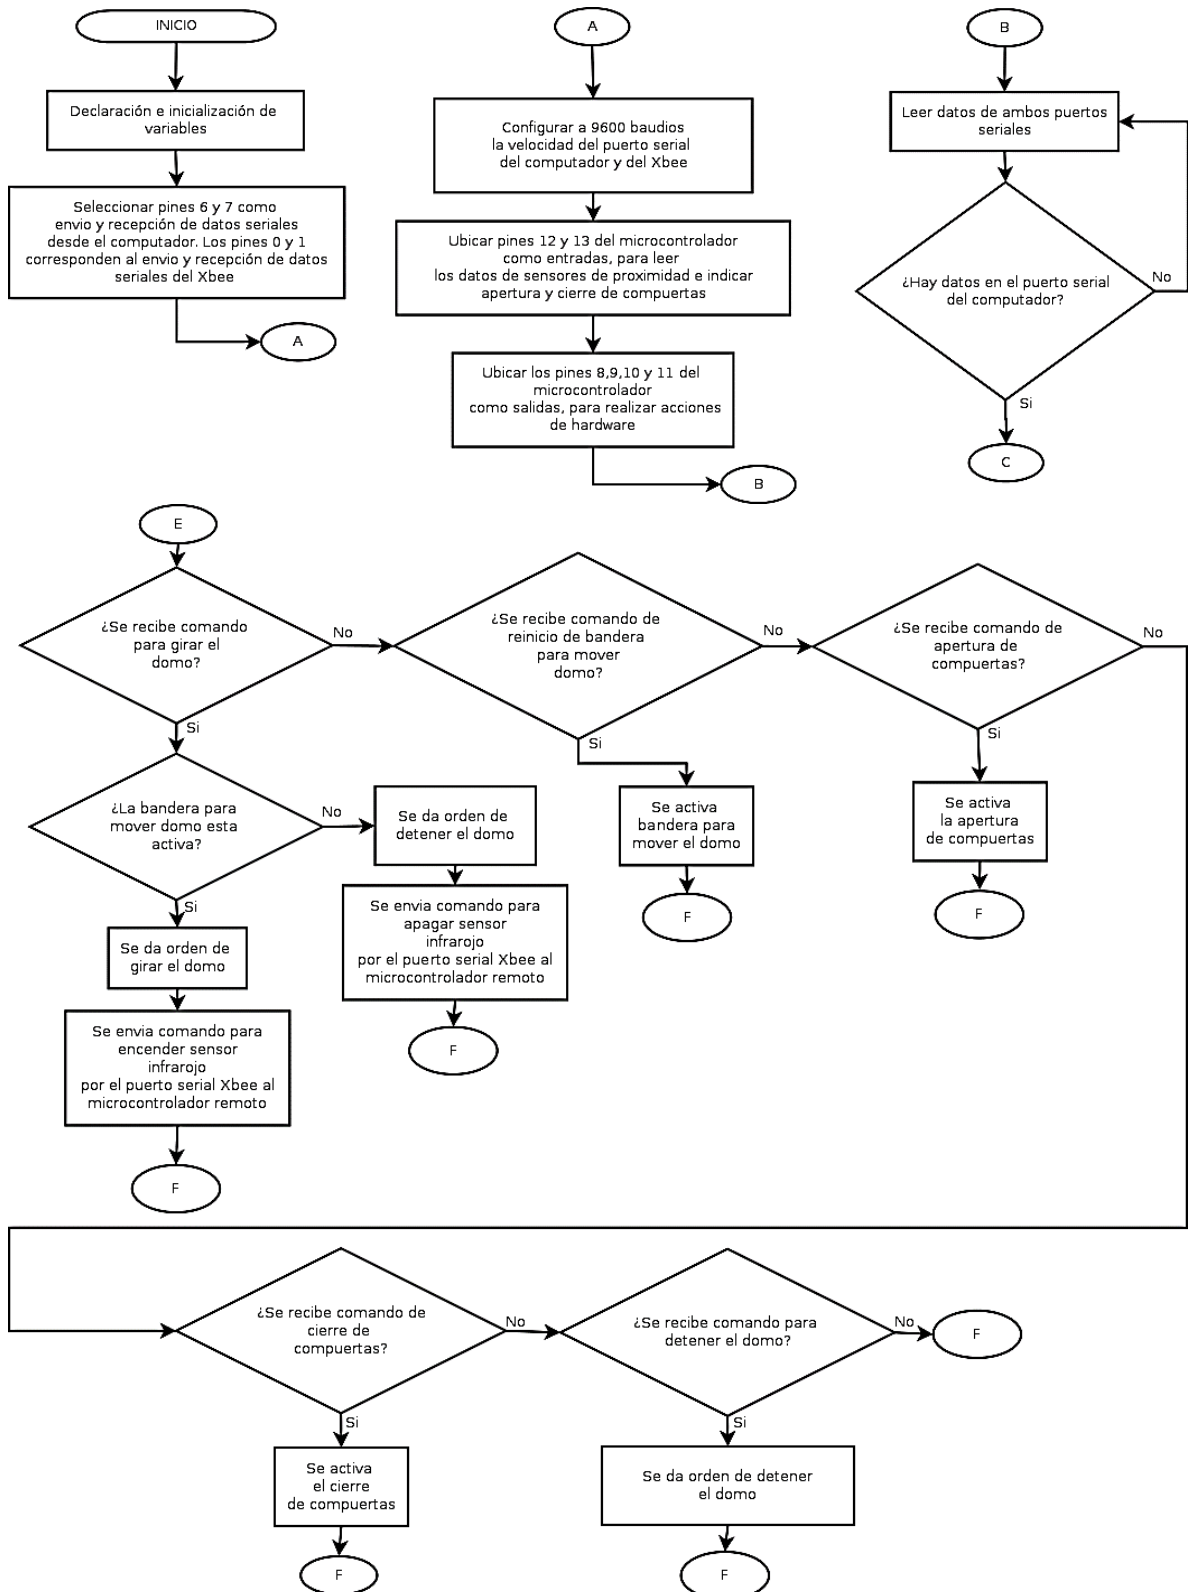 INICIO
Declaración e inicialización de
variables
Seleccionar pines 6 y 7 como
envio y recepción de datos seriales
desde el computador. Los pines 0 y 1
corresponden al envio y recepción de datos
seriales del Xbee
A
A
Configurar a 9600 baudios
la velocidad del puerto serial
del computador y del Xbee
Ubicar pines 12 y 13 del microcontrolador
como entradas, para leer
los datos de sensores de proximidad e indicar
apertura y cierre de compuertas
Ubicar los pines 8,9,10 y 11 del
microcontrolador
como salidas, para realizar acciones
de hardware
B
B
Leer datos de ambos puertos
seriales
¿Hay datos en el puerto serial
del computador?
No
Si
C
E
¿Se recibe comando
para girar el
domo?
No
Si
¿Se recibe comando de
reinicio de bandera
para mover
domo?
No
Si
¿Se recibe comando de
apertura de
compuertas?
No
Si
¿La bandera para
mover domo esta
activa?
No
Si
Se da orden de
detener el domo
Se envia comando para
apagar sensor
infrarojo
por el puerto serial Xbee al
microcontrolador remoto
F
Se activa
bandera para
mover el domo
F
Se activa
la apertura
de compuertas
F
Se da orden de
girar el domo
Se envia comando para
encender sensor
infrarojo
por el puerto serial Xbee al
microcontrolador remoto
F
¿Se recibe comando de
cierre de
compuertas?
No
Si
¿Se recibe comando para
detener el domo?
No
Si
F
Se activa
el cierre
de compuertas
F
Se da orden de detener
el domo
F